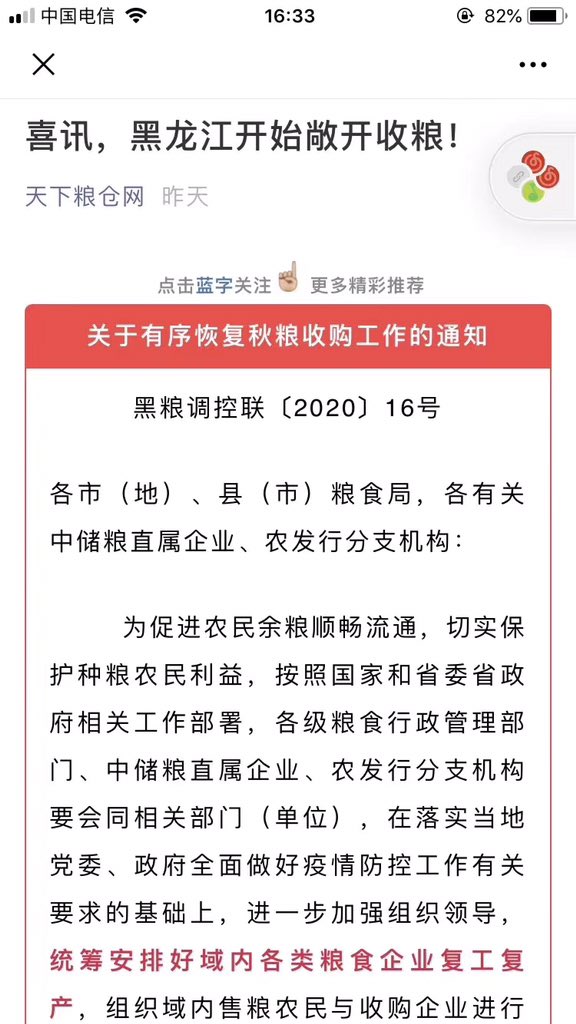 中国电信
16:33
82%
喜讯，黑龙江开始敞开收粮！
天下粮仓网 昨天
点击蓝字关注 更多精彩推荐
关于有序恢复秋粮收购工作的通知
黑粮调控联〔2020〕16号
各市（地）、县（市）粮食局，各有关
中储粮直属企业、农发行分支机构：
为促进农民余粮顺畅流通，切实保
护种粮农民利益，按照国家和省委省政
府相关工作部署，各级粮食行政管理部
门、中储粮直属企业、农发行分支机构
要会同相关部门（单位），在落实当地
党委、政府全面做好疫情防控工作有关
要求的基础上，进一步加强组织领导，
统筹安排好域内各类粮食企业复工复
产，组织域内售粮农民与收购企业进行